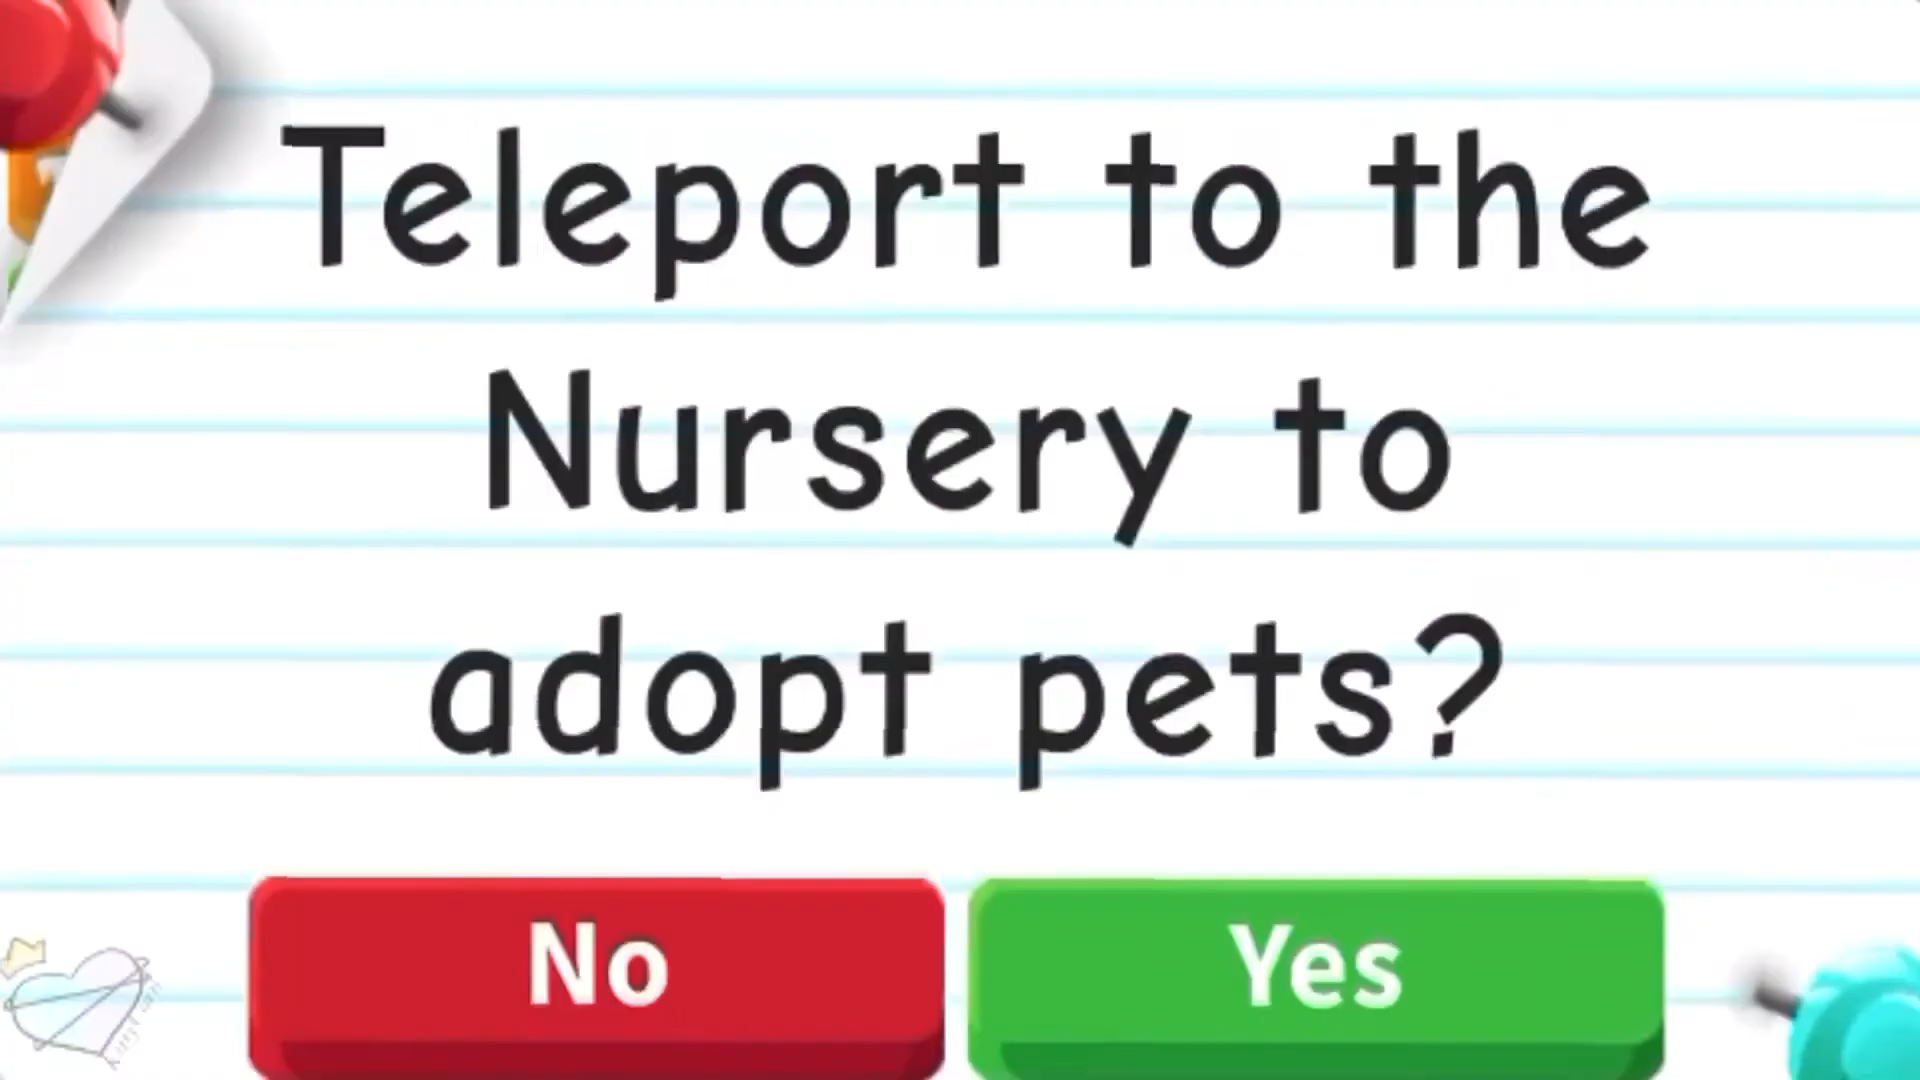 Teleport to the
Nursery to
adopt pets?
No
Yes